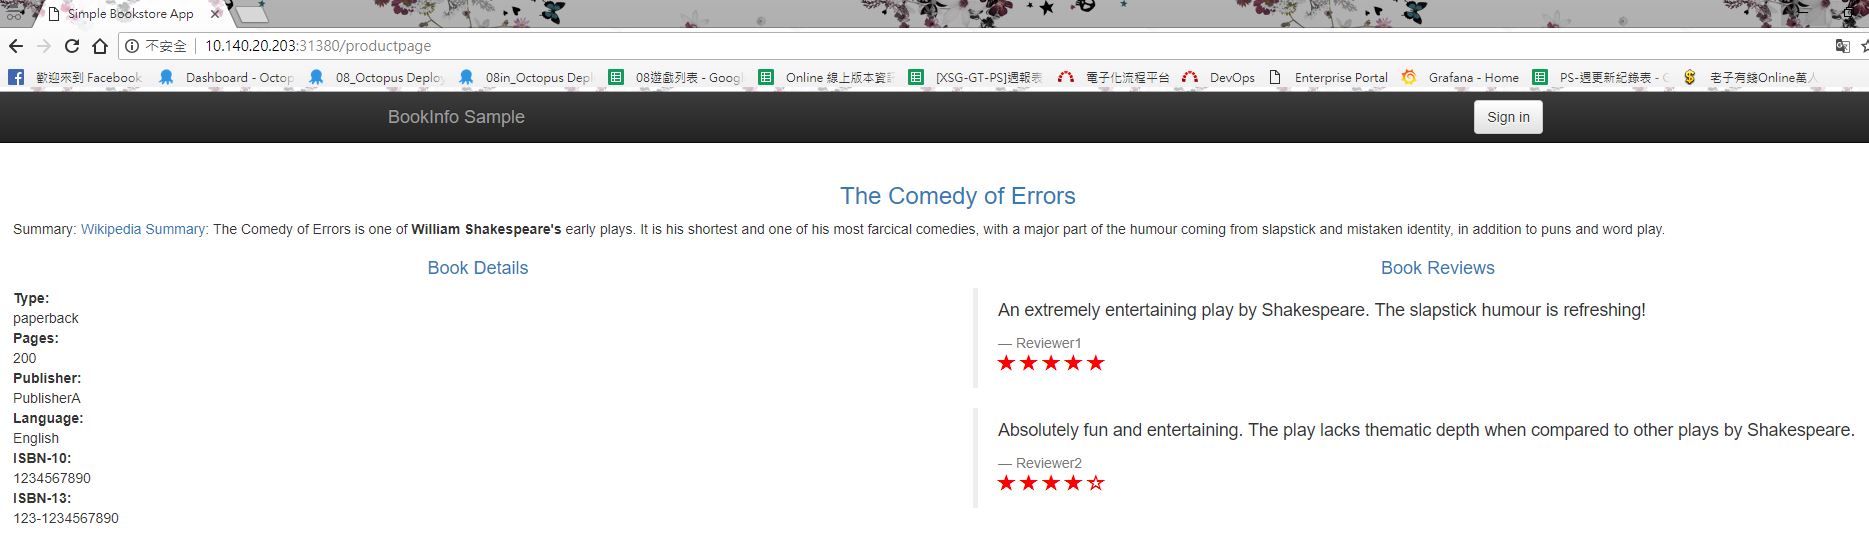 Simple Bookstore App
不安全 | 10.140.20.203:31380/productpage
歡迎來到 Facebook Dashboard - Octop 08_Octopus Deploy 08in_Octopus Depl 08遊戲列表 - Googl Online 線上版本資訊 [XSG-GT-PS]週報表 電子化流程平台 DevOps Enterprise Portal Grafana - Home PS-週更新紀錄表 - G 老子有錢Online萬人
BookInfo Sample Sign in
The Comedy of Errors
Summary: Wikipedia Summary: The Comedy of Errors is one of William Shakespeare's early plays. It is his shortest and one of his most farcical comedies, with a major part of the humour coming from slapstick and mistaken identity, in addition to puns and word play.
Book Details
Type:
paperback
Pages:
200
Publisher:
PublisherA
Language:
English
ISBN-10:
1234567890
ISBN-13:
123-1234567890
Book Reviews
An extremely entertaining play by Shakespeare. The slapstick humour is refreshing!
— Reviewer1
Absolutely fun and entertaining. The play lacks thematic depth when compared to other plays by Shakespeare.
— Reviewer2